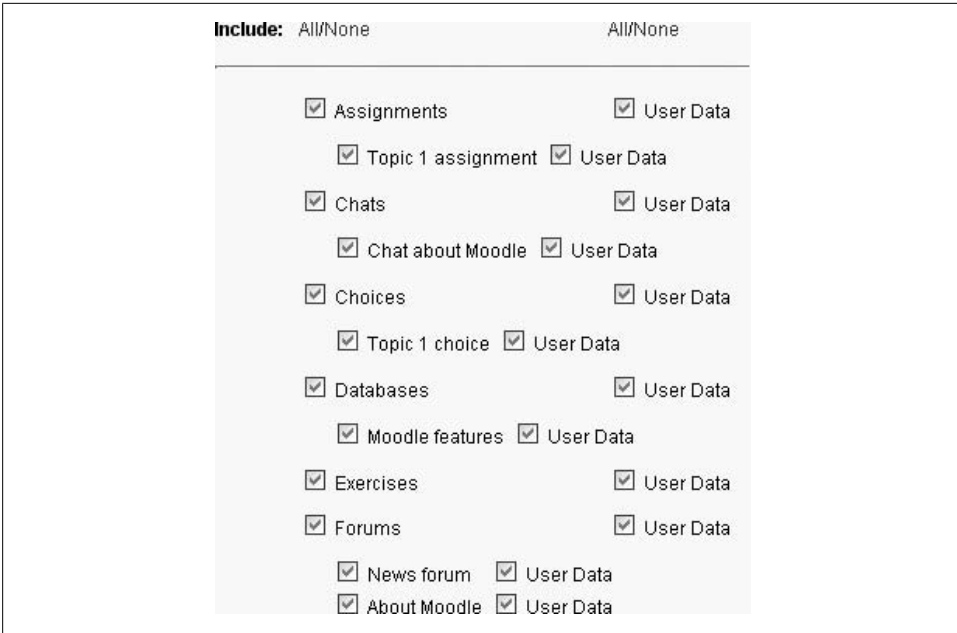 Include: All/None All/None
Assignments User Data
Topic 1 assignment User Data
Chats User Data
Chat about Moodle User Data
Choices User Data
Topic 1 choice User Data
Databases User Data
Moodle features User Data
Exercises User Data
Forums User Data
News forum User Data
About Moodle User Data